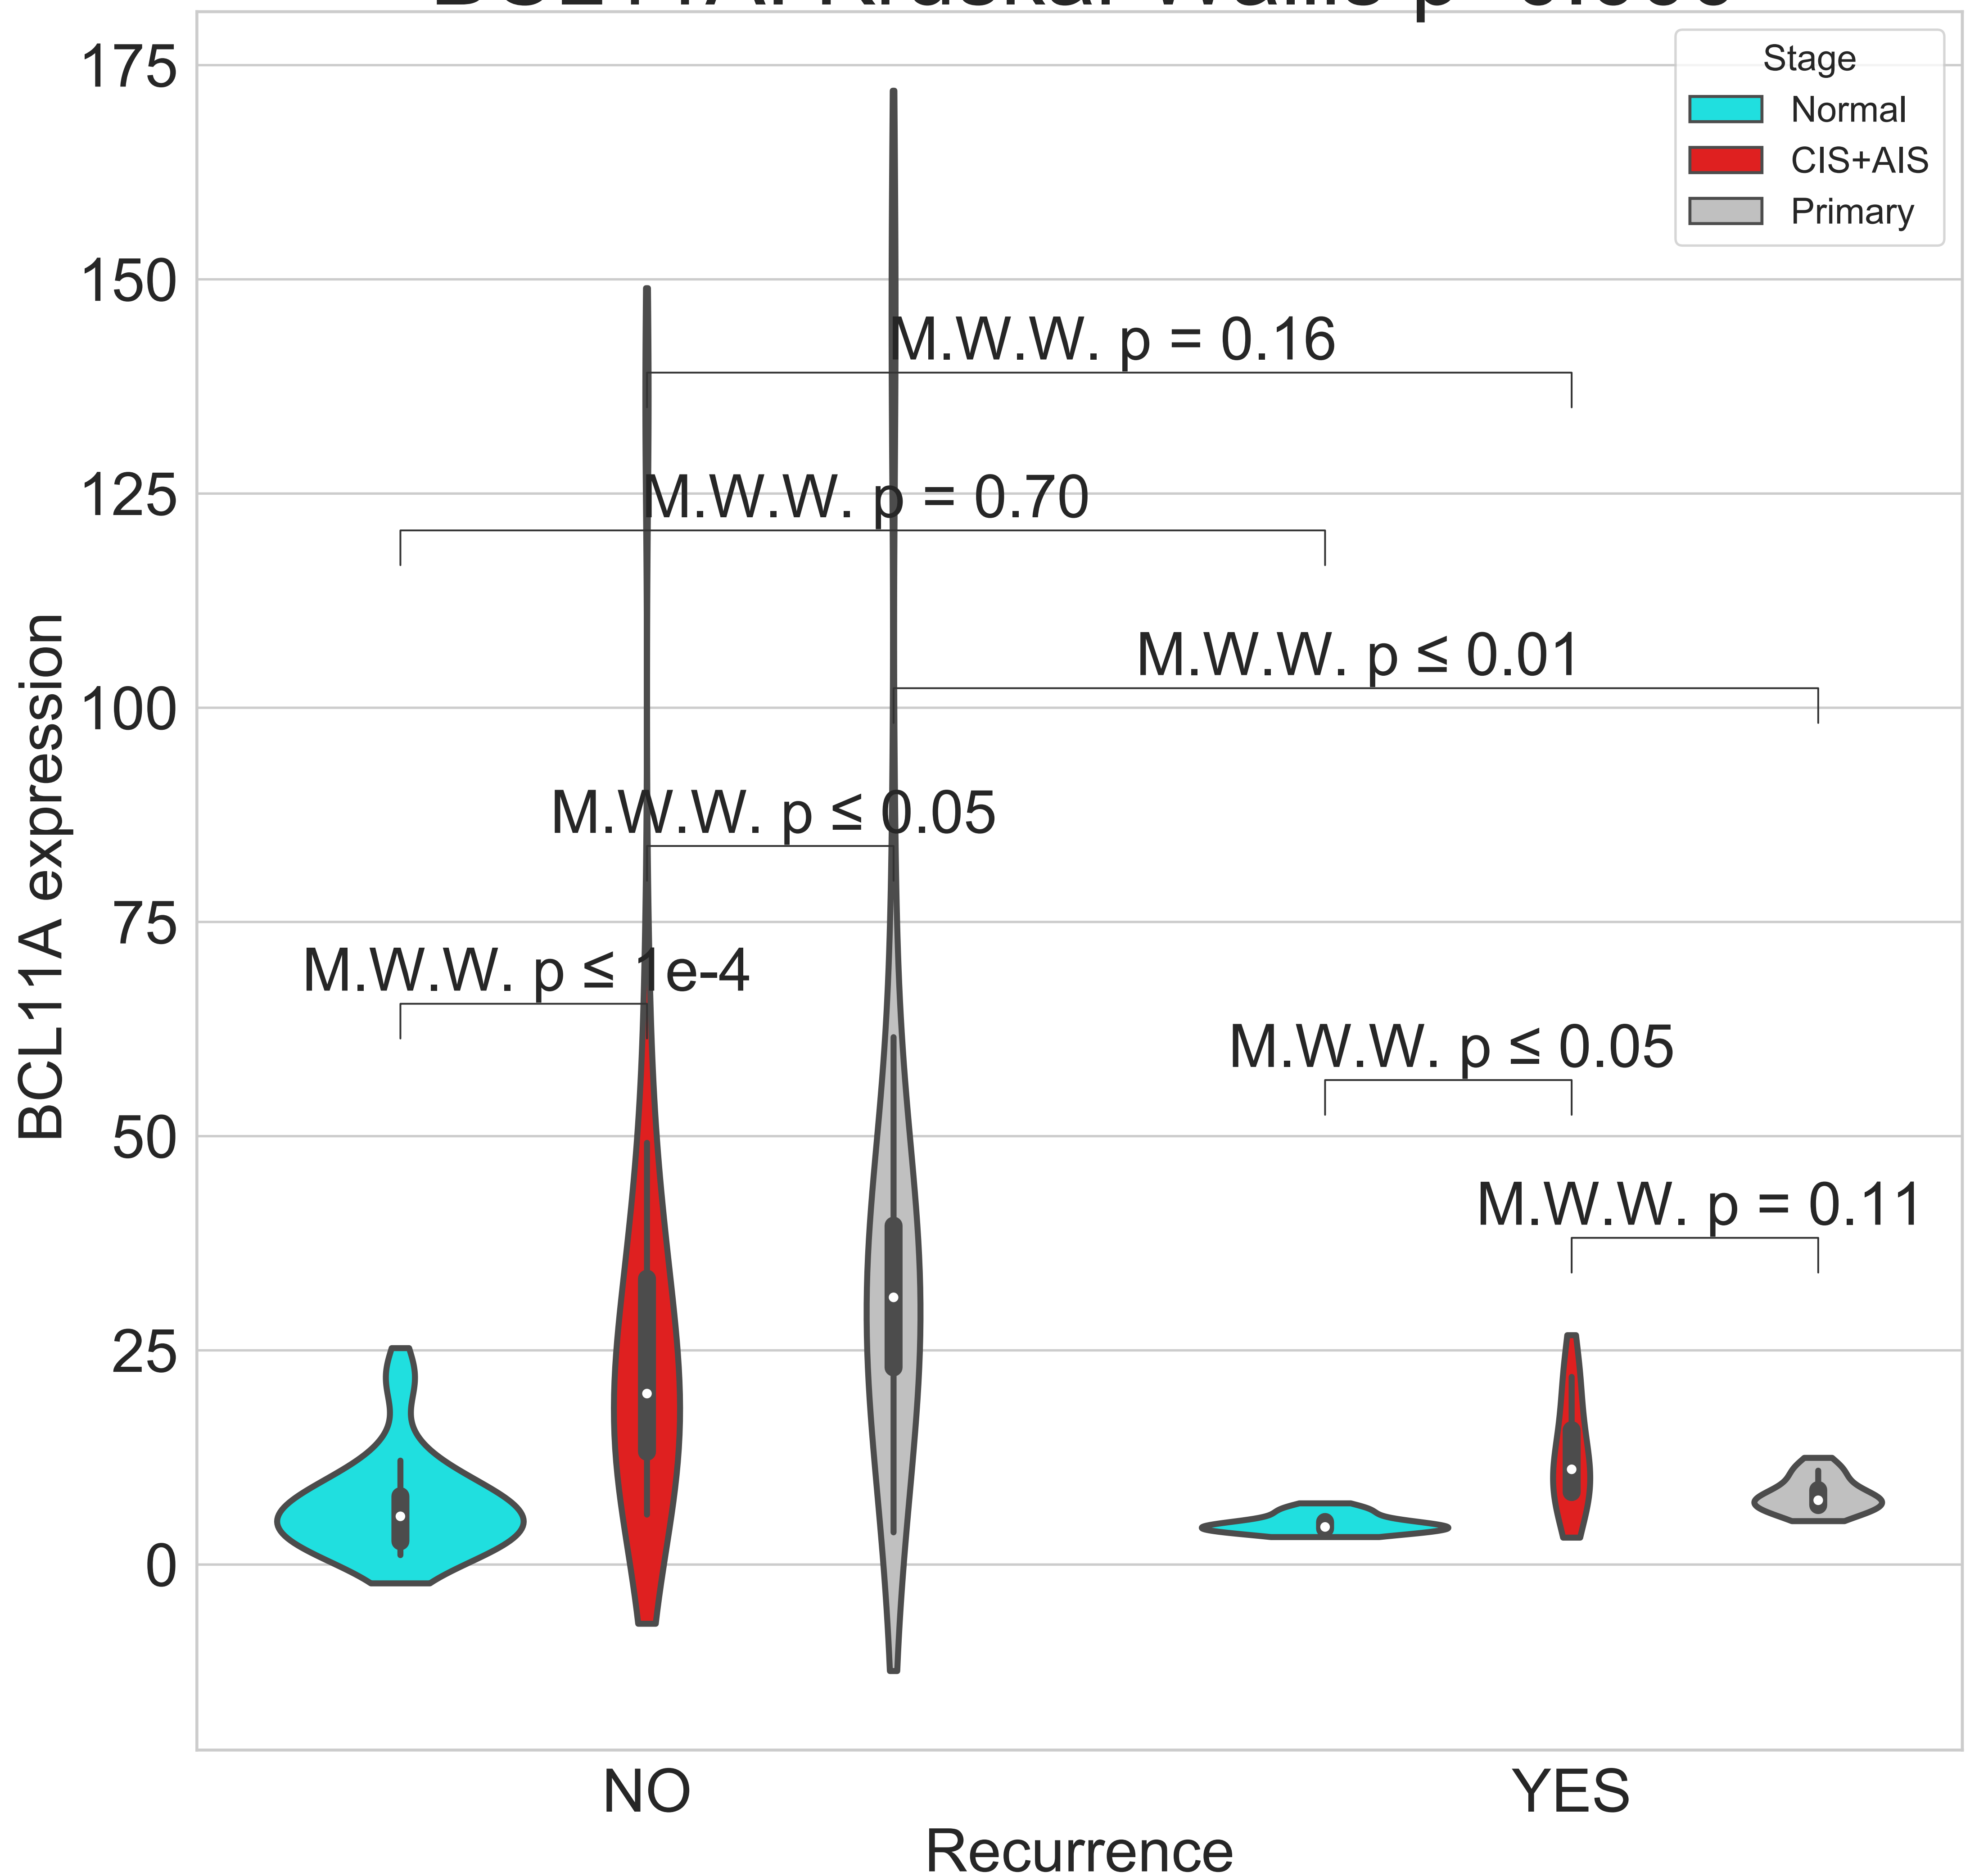 175
Stage
Normal
CIS+AIS
Primary
150
M.W.W. p = 0.16
125
M.W.W. p = 0.70
M.W.W. p ≤ 0.01
100
M.W.W. p ≤ 0.05
75
M.W.W. p ≤ 1e-4
M.W.W. p ≤ 0.05
50
M.W.W. p = 0.11
25
0
BCL11A expression
NO
YES
Recurrence